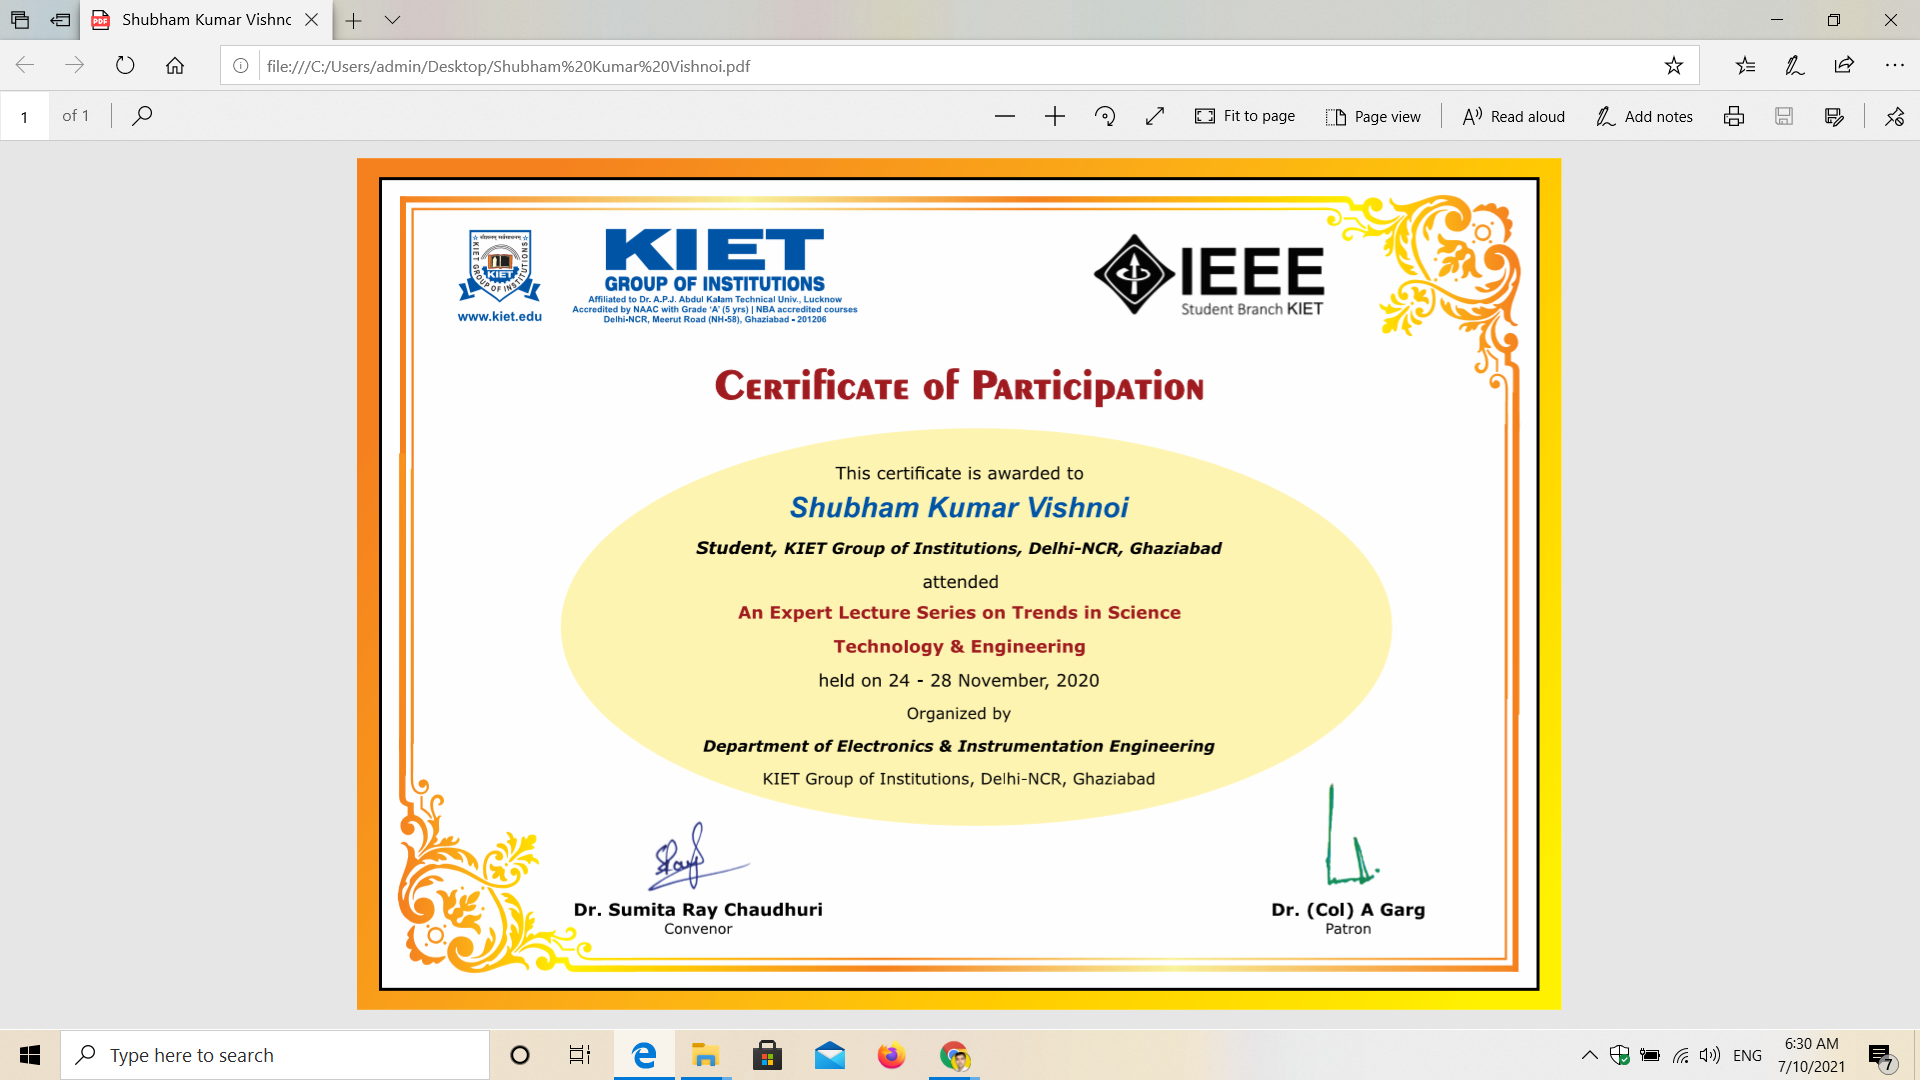 Shubham Kumar Vishno
file:///C:/Users/admin/Desktop/Shubham%20Kumar%20Vishnoi.pdf
1 of 1
Fit to page
Page view
Read aloud
Add notes
KIET GROUP OF INSTITUTIONS
KIET
www.kiet.edu
KIET
GROUP OF INSTITUTIONS
Affiliated to Dr. A.P.J. Abdul Kalam Technical Univ., Lucknow
Accredited by NAAC with Grade 'A' (5 yrs) | NBA accredited courses
Delhi-NCR, Meerut Road (NH-58), Ghaziabad - 201206
IEEE
Student Branch KIET
Certificate of Participation
This certificate is awarded to
Shubham Kumar Vishnoi
Student, KIET Group of Institutions, Delhi-NCR, Ghaziabad
attended
An Expert Lecture Series on Trends in Science
Technology & Engineering
held on 24 - 28 November, 2020
Organized by
Department of Electronics & Instrumentation Engineering
KIET Group of Institutions, Delhi-NCR, Ghaziabad
Dr. Sumita Ray Chaudhuri
Convenor
Dr. (Col) A Garg
Patron
Type here to search
ENG
6:30 AM
7/10/2021
7